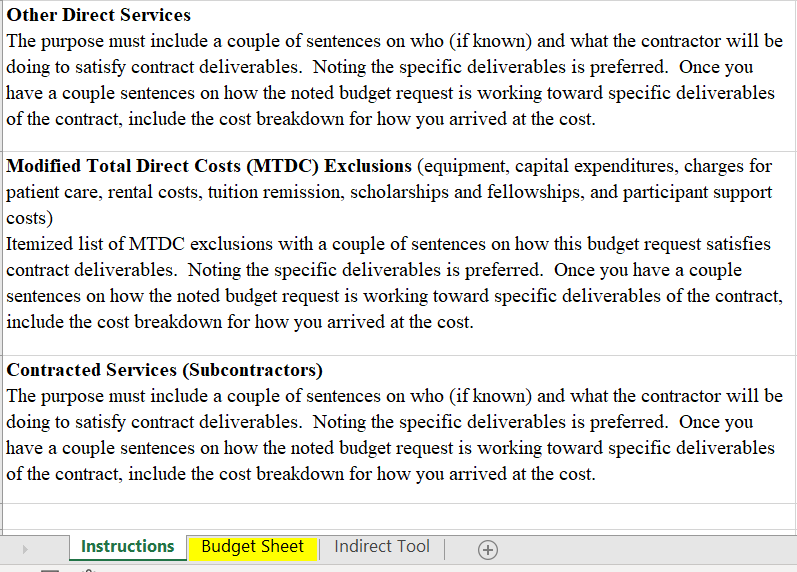 Other Direct Services
The purpose must include a couple of sentences on who (if known) and what the contractor will be
doing to satisfy contract deliverables.  Noting the specific deliverables is preferred.  Once you
have a couple sentences on how the noted budget request is working toward specific deliverables
of the contract, include the cost breakdown for how you arrived at the cost.
Modified Total Direct Costs (MTDC) Exclusions (equipment, capital expenditures, charges for
patient care, rental costs, tuition remission, scholarships and fellowships, and participant support
costs)
Itemized list of MTDC exclusions with a couple of sentences on how this budget request satisfies
contract deliverables.  Noting the specific deliverables is preferred.  Once you have a couple
sentences on how the noted budget request is working toward specific deliverables of the contract,
include the cost breakdown for how you arrived at the cost.
Contracted Services (Subcontractors)
The purpose must include a couple of sentences on who (if known) and what the contractor will be
doing to satisfy contract deliverables.  Noting the specific deliverables is preferred.  Once you
have a couple sentences on how the noted budget request is working toward specific deliverables
of the contract, include the cost breakdown for how you arrived at the cost.
Instructions Budget Sheet Indirect Tool